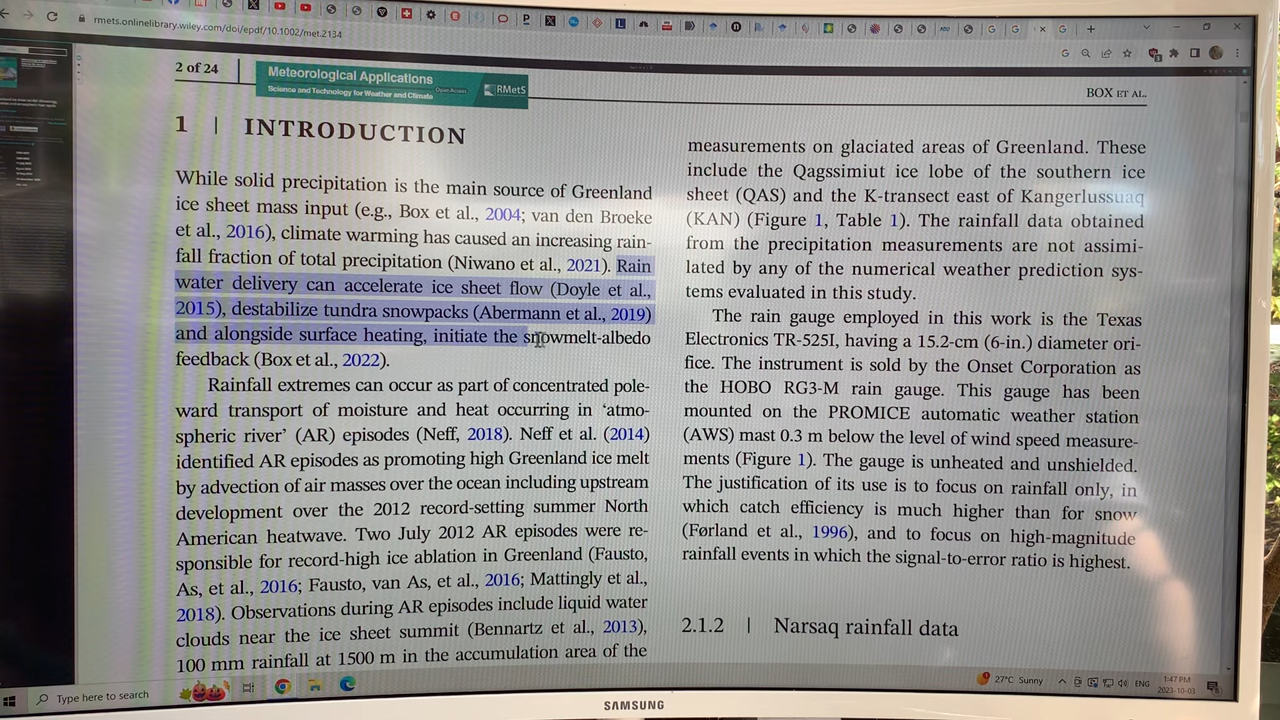 rmets.onlinelibrary.wiley.com/doi/epdf/10.1002/met.2134
2 of 24
Meteorological Applications
Science and Technology for Weather and Climate
Open Access
RMetS
BOX ET AL.
1 | INTRODUCTION
While solid precipitation is the main source of Greenland
ice sheet mass input (e.g., Box et al., 2004; van den Broeke
et al., 2016), climate warming has caused an increasing rain-
fall fraction of total precipitation (Niwano et al., 2021). Rain
water delivery can accelerate ice sheet flow (Doyle et al.,
2015), destabilize tundra snowpacks (Abermann et al., 2019)
and alongside surface heating, initiate the snowmelt-albedo
feedback (Box et al., 2022).
Rainfall extremes can occur as part of concentrated pole-
ward transport of moisture and heat occurring in 'atmo-
spheric river' (AR) episodes (Neff, 2018). Neff et al. (2014)
identified AR episodes as promoting high Greenland ice melt
by advection of air masses over the ocean including upstream
development over the 2012 record-setting summer North
American heatwave. Two July 2012 AR episodes were re-
sponsible for record-high ice ablation in Greenland (Fausto,
As, et al., 2016; Fausto, van As, et al., 2016; Mattingly et al.,
2018). Observations during AR episodes include liquid water
clouds near the ice sheet summit (Bennartz et al., 2013),
100 mm rainfall at 1500 m in the accumulation area of the
measurements on glaciated areas of Greenland. These
include the Qagssimiut ice lobe of the southern ice
sheet (QAS) and the K-transect east of Kangerlussuaq
(KAN) (Figure 1, Table 1). The rainfall data obtained
from the precipitation measurements are not assimi-
lated by any of the numerical weather prediction sys-
tems evaluated in this study.
The rain gauge employed in this work is the Texas
Electronics TR-525I, having a 15.2-cm (6-in.) diameter ori-
fice. The instrument is sold by the Onset Corporation as
the HOBO RG3-M rain gauge. This gauge has been
mounted on the PROMICE automatic weather station
(AWS) mast 0.3 m below the level of wind speed measure-
ments (Figure 1). The gauge is unheated and unshielded.
The justification of its use is to focus on rainfall only, in
which catch efficiency is much higher than for snow
(Førland et al., 1996), and to focus on high-magnitude
rainfall events in which the signal-to-error ratio is highest.
2.1.2 | Narsaq rainfall data
Type here to search
27°C Sunny
ENG
1:47 PM
2023-10-03
SAMSUNG